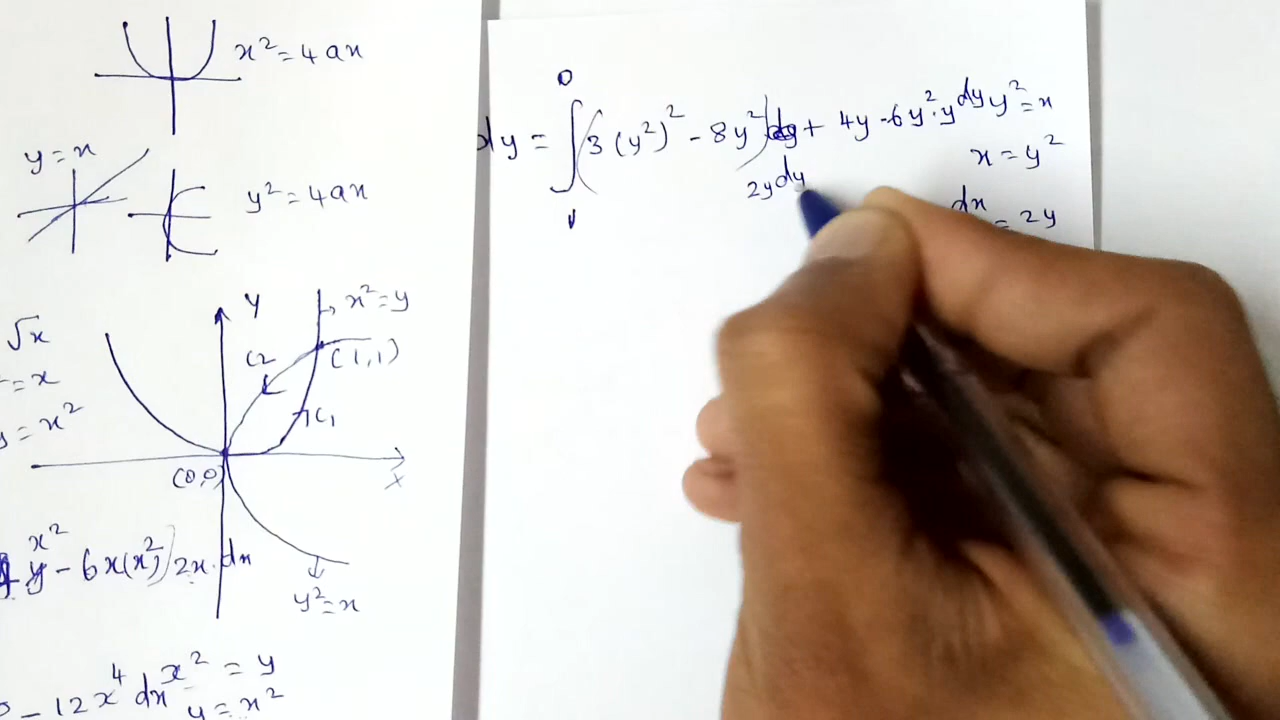 x² = 4ax
y = x
y² = 4ax
√x
= x
y = x²
Y
x² = y
C2
(1,1)
C1
(0,0)
X
y² = x
x²
y - 6x(x²) 2x.dx
- 12x⁴ dx
x² = y
y = x²
0
dy = ∫(3(y²)² - 8y²) dy + 4y - 6y².y dy
1
2y dy
y² = x
x = y²
dx
= 2y